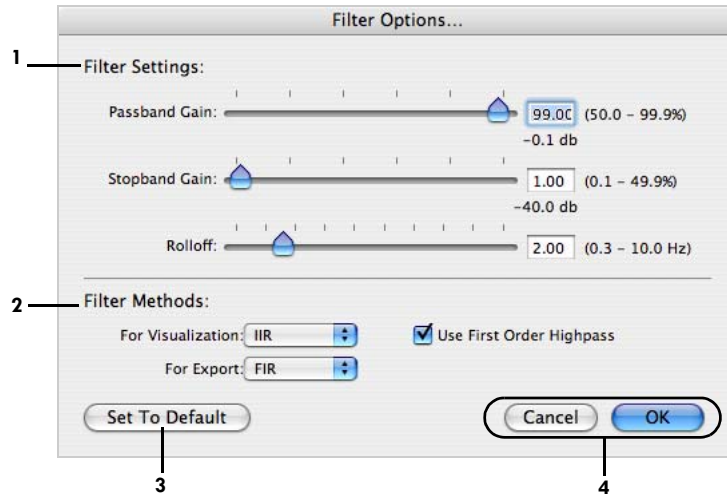 Filter Options...
1
Filter Settings:
Passband Gain: 99.0C (50.0 – 99.9%)
-0.1 db
Stopband Gain: 1.00 (0.1 – 49.9%)
-40.0 db
Rolloff: 2.00 (0.3 – 10.0 Hz)
2
Filter Methods:
For Visualization: IIR Use First Order Highpass
For Export: FIR
Set To Default Cancel OK
3 4